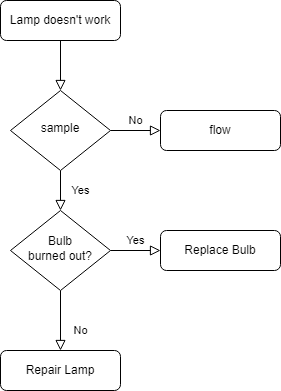 Lamp doesn't work
sample
No
flow
Yes
Bulb
burned out?
Yes
Replace Bulb
No
Repair Lamp